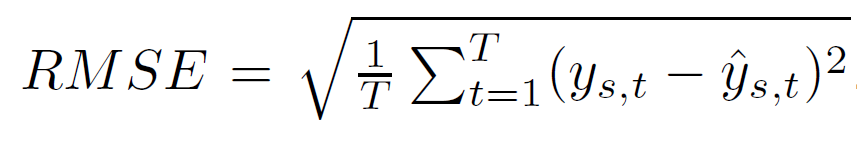 $RMSE = \sqrt{\frac{1}{T} \sum_{t=1}^{T} (y_{s,t} - \hat{y}_{s,t})^2}$.